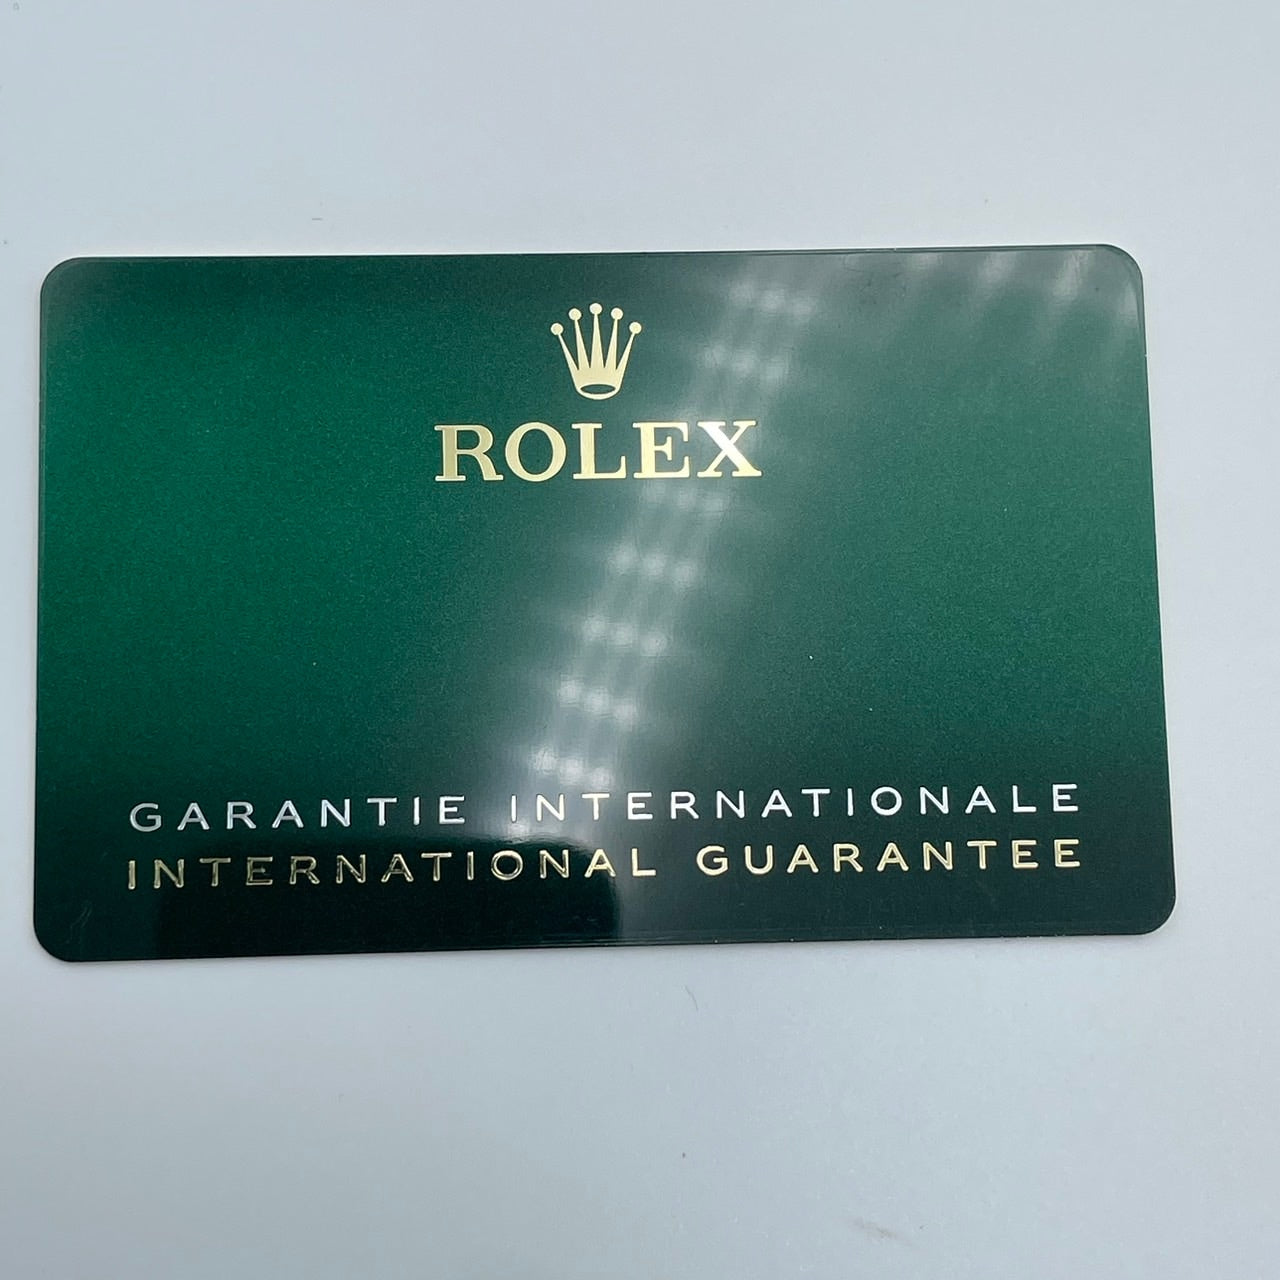 ROLEX
GARANTIE INTERNATIONALE
INTERNATIONAL GUARANTEE